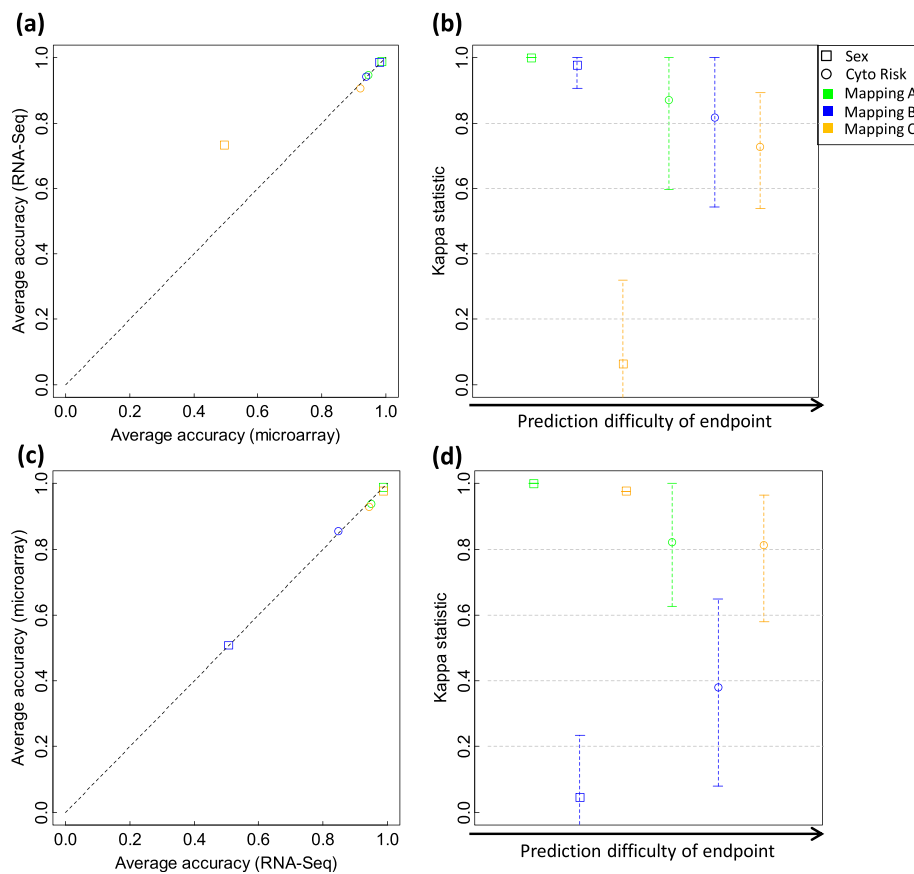 (a)
1.0
0.8
0.6
0.4
0.2
0.0
Average accuracy (RNA-Seq)
0.0 0.2 0.4 0.6 0.8 1.0
Average accuracy (microarray)
(b)
1.0
0.8
0.6
0.4
0.2
0.0
Kappa statistic
Prediction difficulty of endpoint
Sex
Cyto Risk
Mapping A
Mapping B
Mapping C
(c)
1.0
0.8
0.6
0.4
0.2
0.0
Average accuracy (microarray)
0.0 0.2 0.4 0.6 0.8 1.0
Average accuracy (RNA-Seq)
(d)
1.0
0.8
0.6
0.4
0.2
0.0
Kappa statistic
Prediction difficulty of endpoint